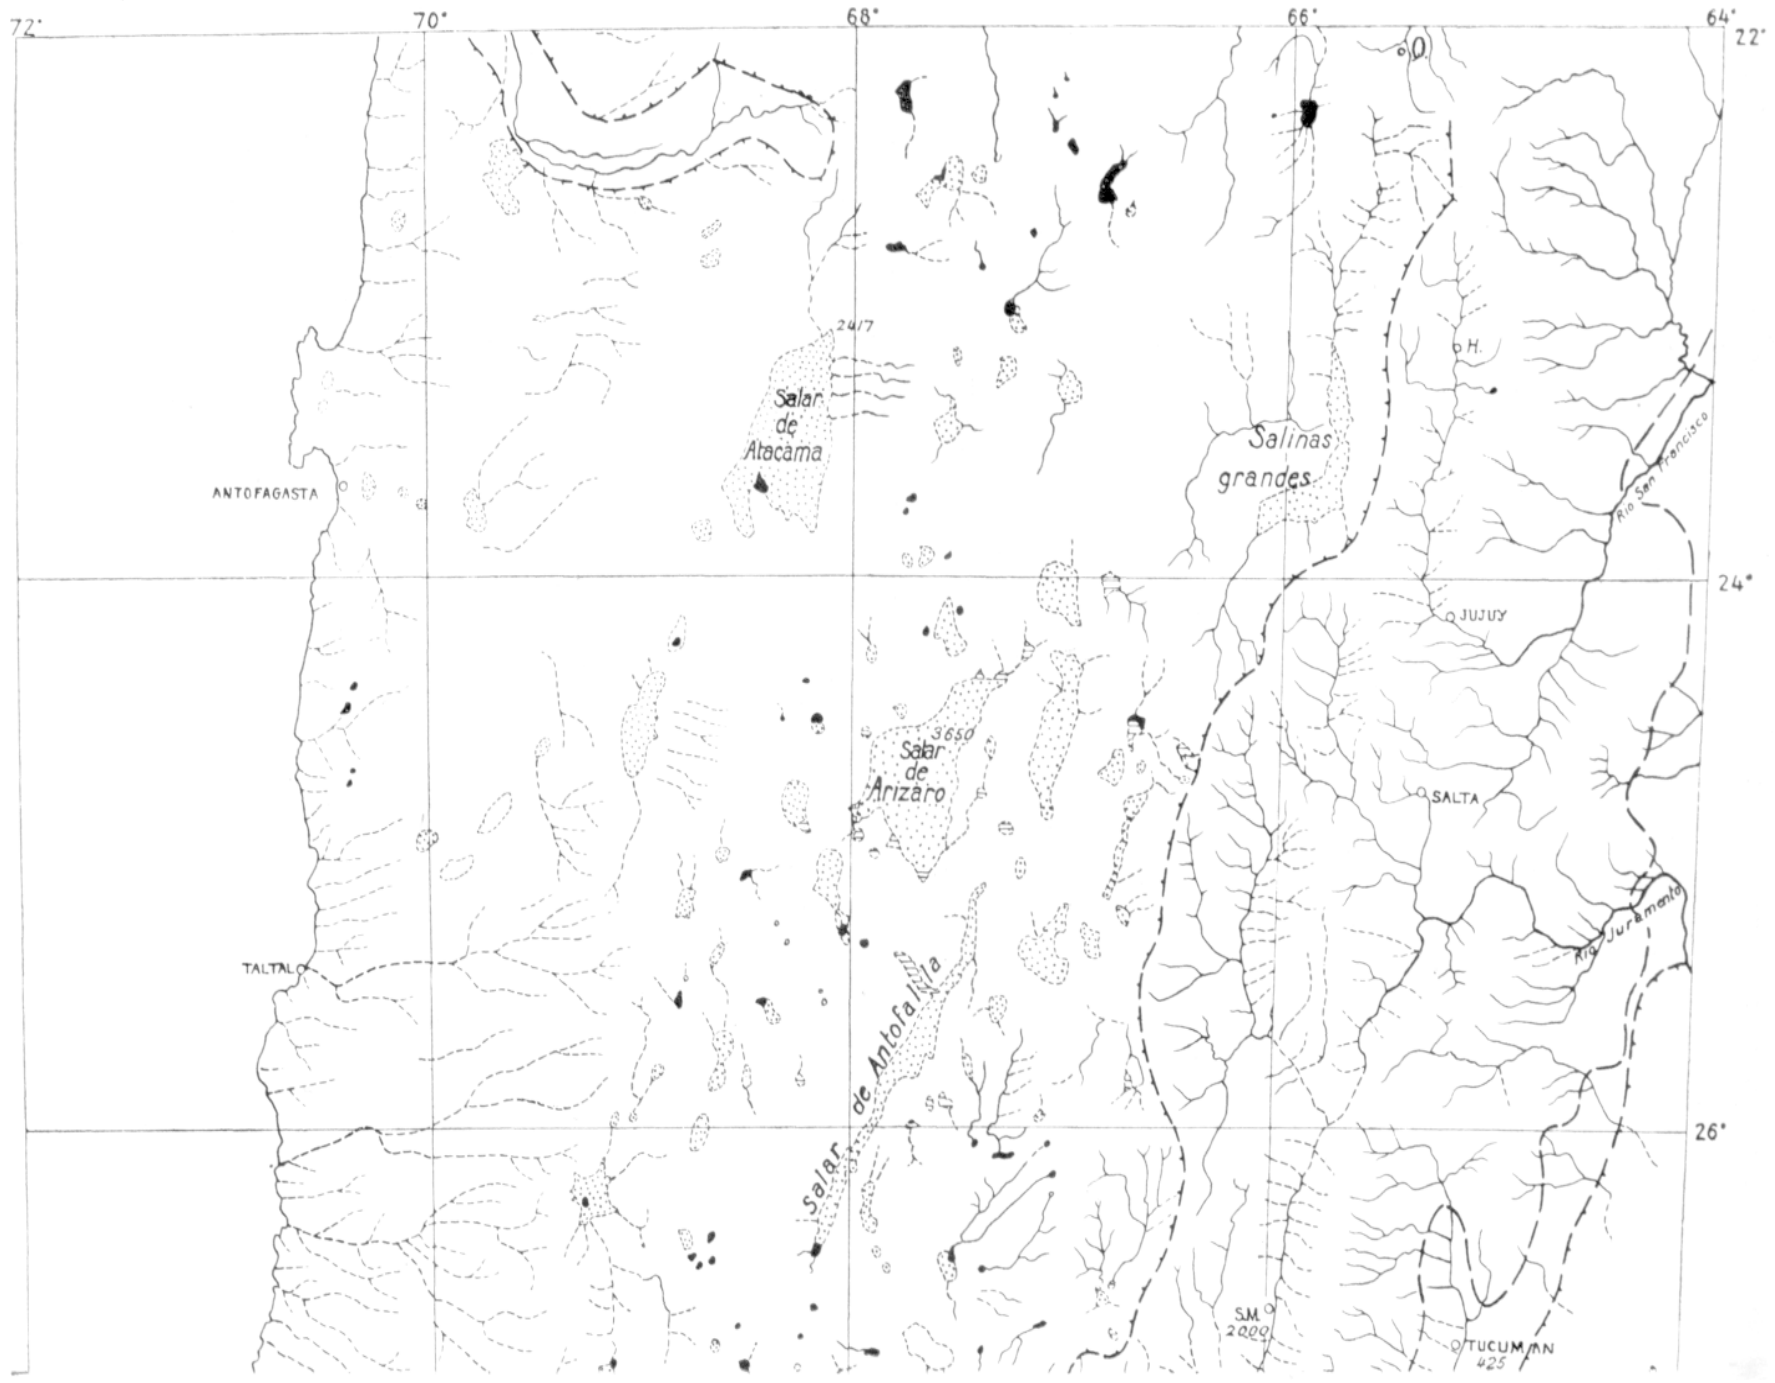 72° 70° 68° 66° 64°
22°
O.
2417
H.
Salar
de
Atacama
Salinas
grandes
ANTOFAGASTA
Rio San Francisco
24°
JUJUY
3650
Salar
de
Arizaro
SALTA
Rio Juramento
TALTAL
Salar de Antofalla
26°
S.M.
2000
TUCUMAN
425